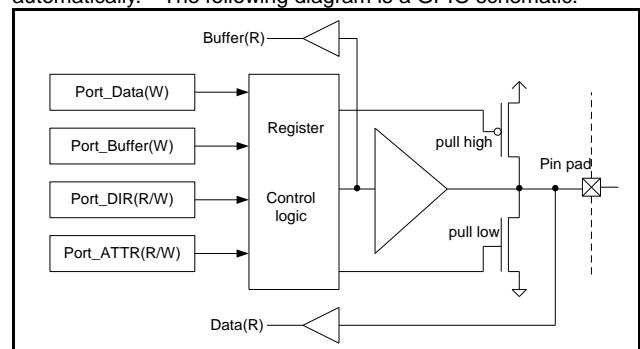 automatically. The following diagram is a GPIO schematic.
Buffer(R)
Port_Data(W)
Register
Port_Buffer(W)
pull high
Pin pad
Port_DIR(R/W)
Control
logic
pull low
Port_ATTR(R/W)
Data(R)